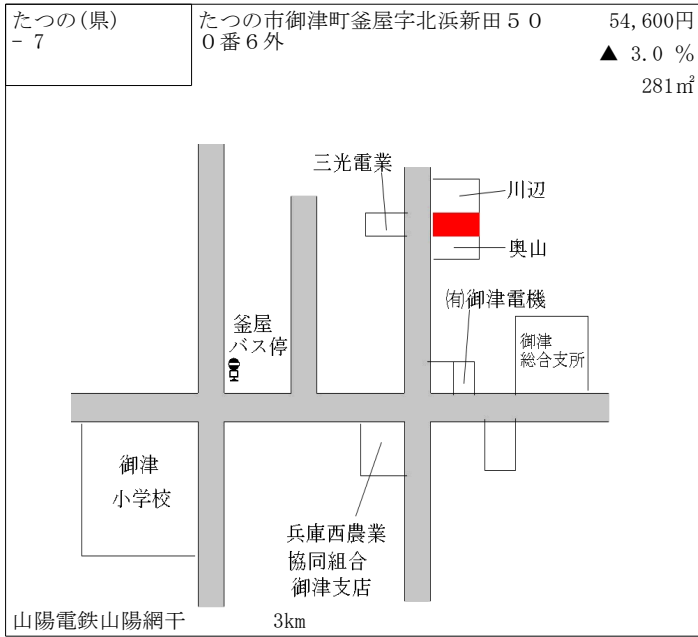 たつの(県)
- 7
たつの市御津町釜屋字北浜新田５０
０番６外
54,600円
▲ 3.0 %
281㎡
三光電業
川辺
奥山
㈲御津電機
釜屋
バス停
御津
総合支所
御津
小学校
兵庫西農業
協同組合
御津支店
山陽電鉄山陽網干
3km